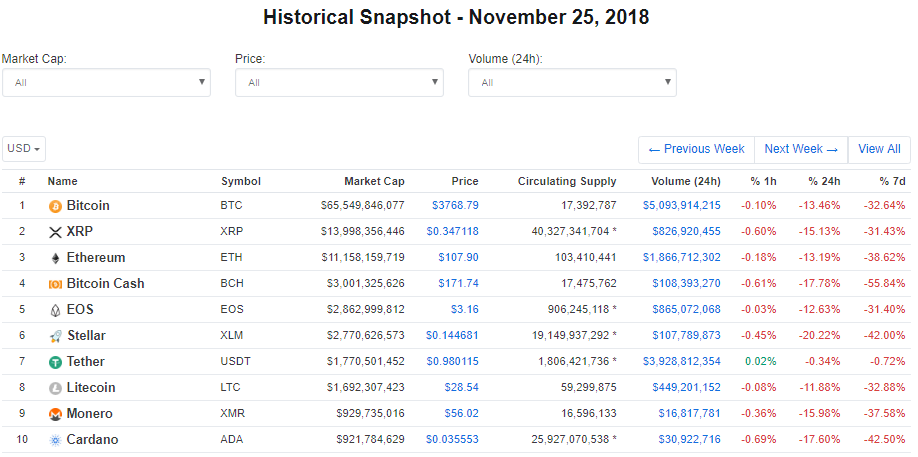 Historical Snapshot - November 25, 2018
Market Cap: Price: Volume (24h):
All All All
USD ← Previous Week Next Week → View All
# Name Symbol Market Cap Price Circulating Supply Volume (24h) % 1h % 24h % 7d
1 Bitcoin BTC $65,549,846,077 $3768.79 17,392,787 $5,093,914,215 -0.10% -13.46% -32.64%
2 XRP XRP $13,998,356,446 $0.347118 40,327,341,704 * $826,920,455 -0.60% -15.13% -31.43%
3 Ethereum ETH $11,158,159,719 $107.90 103,410,441 $1,866,712,302 -0.18% -13.19% -38.62%
4 Bitcoin Cash BCH $3,001,325,626 $171.74 17,475,762 $108,393,270 -0.61% -17.78% -55.84%
5 EOS EOS $2,862,999,812 $3.16 906,245,118 * $865,072,068 -0.03% -12.63% -31.40%
6 Stellar XLM $2,770,626,573 $0.144681 19,149,937,292 * $107,789,873 -0.45% -20.22% -42.00%
7 Tether USDT $1,770,501,452 $0.980115 1,806,421,736 * $3,928,812,354 0.02% -0.34% -0.72%
8 Litecoin LTC $1,692,307,423 $28.54 59,299,875 $449,201,152 -0.08% -11.88% -32.88%
9 Monero XMR $929,735,016 $56.02 16,596,133 $16,817,781 -0.36% -15.98% -37.58%
10 Cardano ADA $921,784,629 $0.035553 25,927,070,538 * $30,922,716 -0.69% -17.60% -42.50%